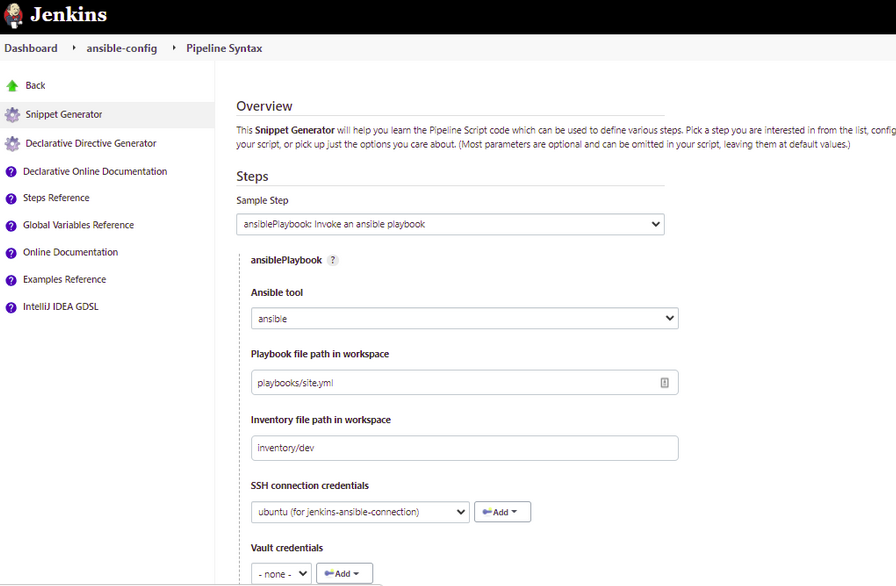 Jenkins
Dashboard ansible-config Pipeline Syntax
Back
Snippet Generator
Declarative Directive Generator
Declarative Online Documentation
Steps Reference
Global Variables Reference
Online Documentation
Examples Reference
IntelliJ IDEA GDSL
Overview
This Snippet Generator will help you learn the Pipeline Script code which can be used to define various steps. Pick a step you are interested in from the list, config
your script, or pick up just the options you care about. (Most parameters are optional and can be omitted in your script, leaving them at default values.)
Steps
Sample Step
ansiblePlaybook: Invoke an ansible playbook
ansiblePlaybook ?
Ansible tool
ansible
Playbook file path in workspace
playbooks/site.yml
Inventory file path in workspace
inventory/dev
SSH connection credentials
ubuntu (for jenkins-ansible-connection) Add
Vault credentials
- none - Add